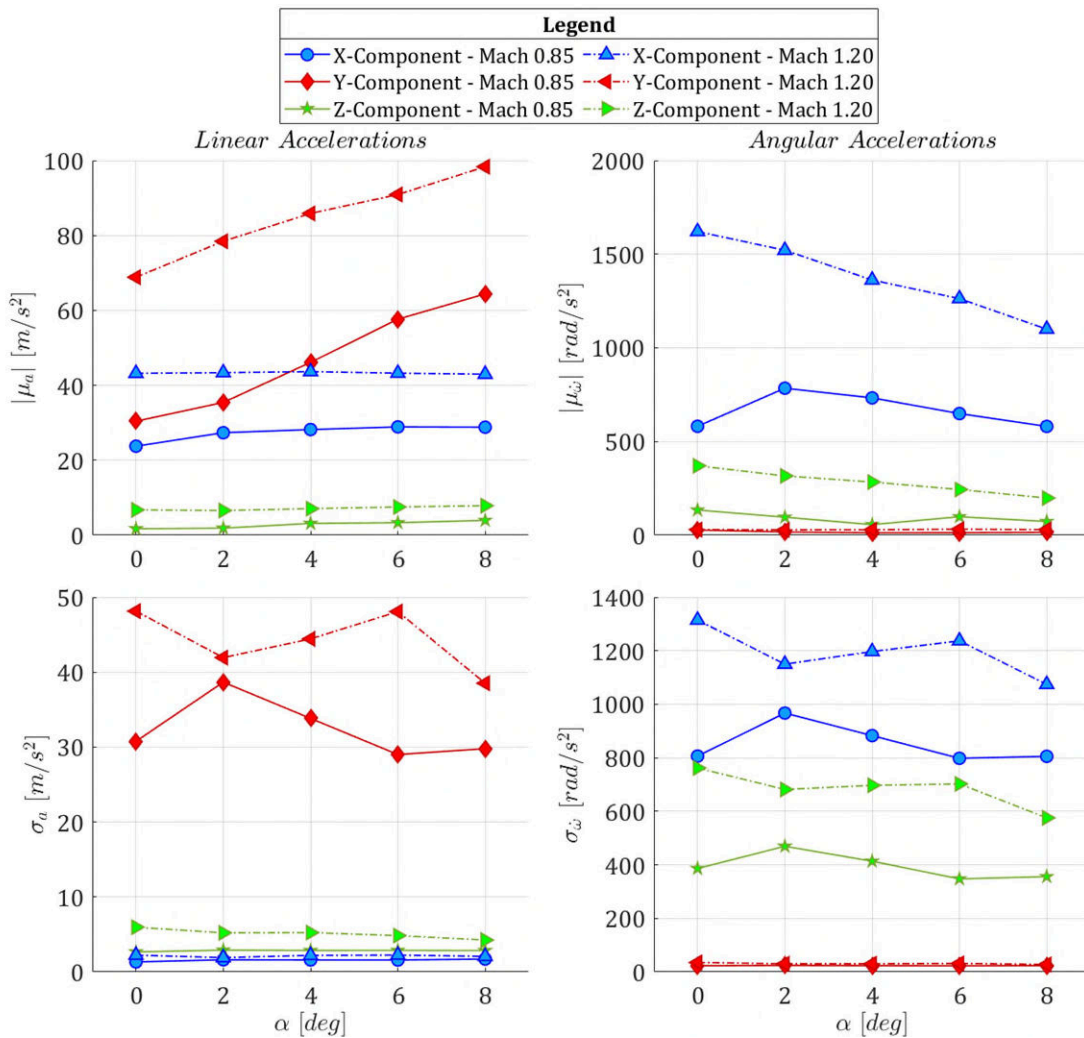 Legend
X-Component - Mach 0.85 X-Component - Mach 1.20
Y-Component - Mach 0.85 Y-Component - Mach 1.20
Z-Component - Mach 0.85 Z-Component - Mach 1.20
Linear Accelerations
100
80
60
40
20
0
0 2 4 6 8
|μ_a| [m/s²]
Angular Accelerations
2000
1500
1000
500
0
0 2 4 6 8
|μ_ω̇| [rad/s²]
50
40
30
20
10
0
0 2 4 6 8
σ_a [m/s²]
α [deg]
1400
1200
1000
800
600
400
200
0
0 2 4 6 8
σ_ω̇ [rad/s²]
α [deg]